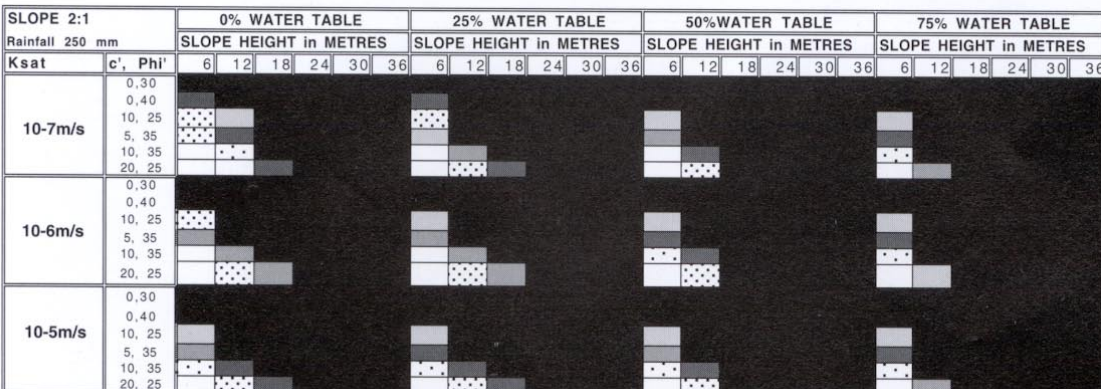 SLOPE 2:1 0% WATER TABLE 25% WATER TABLE 50%WATER TABLE 75% WATER TABLE
Rainfall 250 mm SLOPE HEIGHT in METRES SLOPE HEIGHT in METRES SLOPE HEIGHT in METRES SLOPE HEIGHT in METRES
Ksat c', Phi' 6 12 18 24 30 36 6 12 18 24 30 36 6 12 18 24 30 36 6 12 18 24 30 36
0,30
0,40
10, 25
10-7m/s
5, 35
10, 35
20, 25
0,30
0,40
10, 25
10-6m/s
5, 35
10, 35
20, 25
0,30
0,40
10-5m/s 10, 25
5, 35
10, 35
20, 25